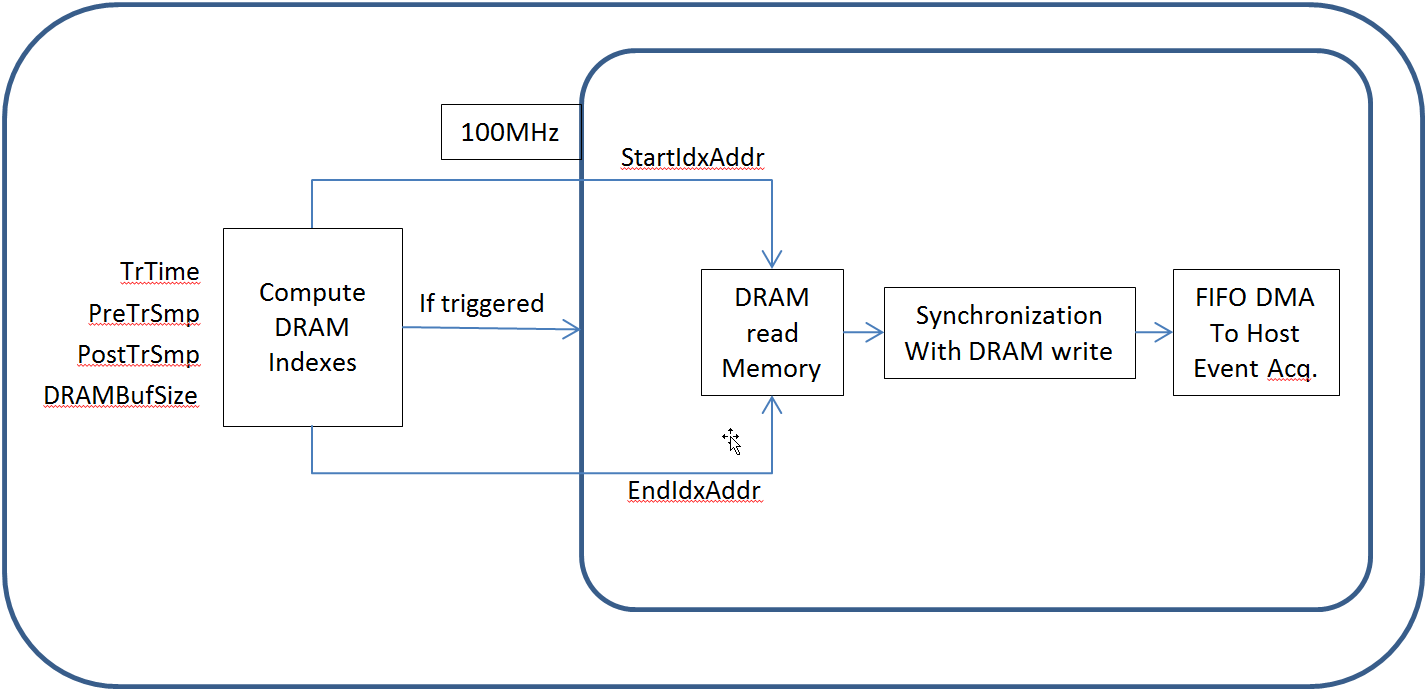 100MHz
StartIdxAddr
TrTime
PreTrSmp
PostTrSmp
DRAMBufSize
Compute
DRAM
Indexes
If triggered
DRAM
read
Memory
Synchronization
With DRAM write
FIFO DMA
To Host
Event Acq.
EndIdxAddr